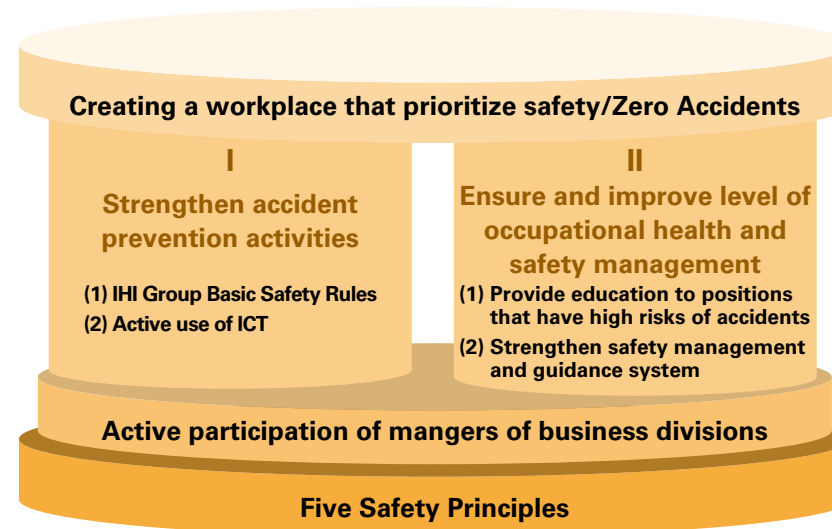 Creating a workplace that prioritize safety/Zero Accidents
I
Strengthen accident
prevention activities
(1) IHI Group Basic Safety Rules
(2) Active use of ICT
II
Ensure and improve level of
occupational health and
safety management
(1) Provide education to positions
that have high risks of accidents
(2) Strengthen safety management
and guidance system
Active participation of mangers of business divisions
Five Safety Principles